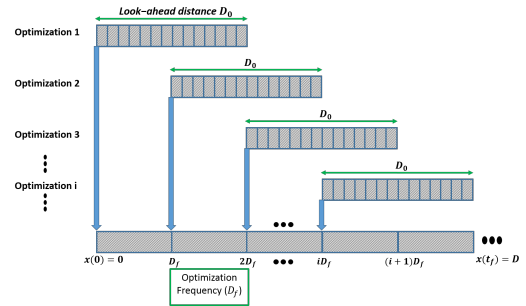 Look–ahead distance D₀
Optimization 1
D₀
Optimization 2
D₀
Optimization 3
D₀
Optimization i
x(0) = 0
D_f
2D_f
iD_f
(i + 1)D_f
x(t_f) = D
Optimization
Frequency (D_f)